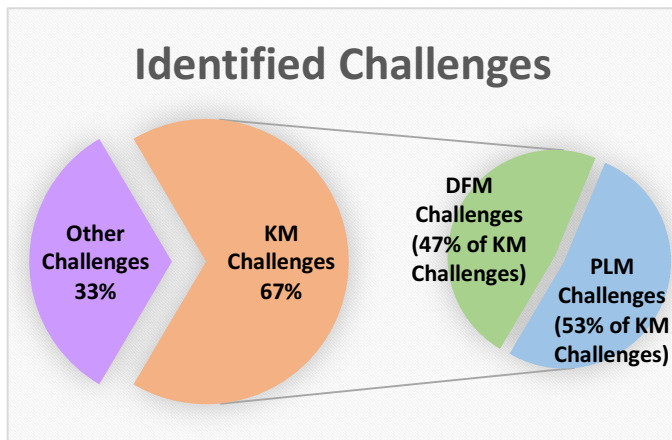 Identified Challenges
Other
Challenges
33%
KM
Challenges
67%
DFM
Challenges
(47% of KM
Challenges)
PLM
Challenges
(53% of KM
Challenges)